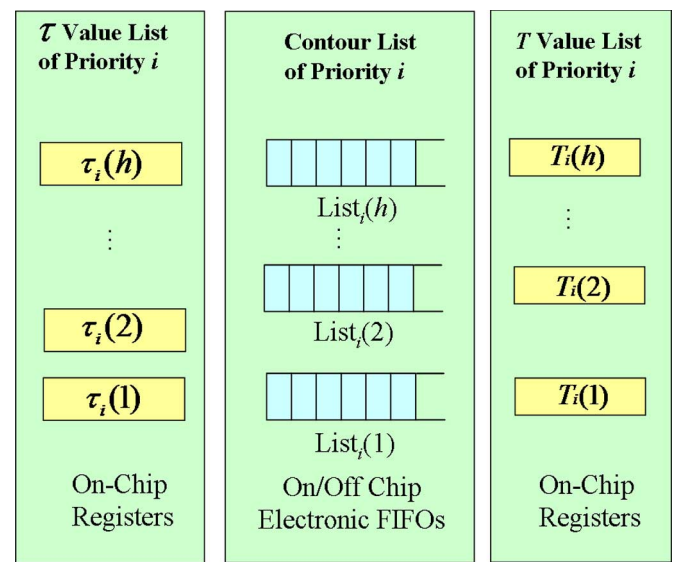 τ Value List
of Priority i
τᵢ(h)
⋮
τᵢ(2)
τᵢ(1)
On-Chip
Registers
Contour List
of Priority i
Listᵢ(h)
⋮
Listᵢ(2)
Listᵢ(1)
On/Off Chip
Electronic FIFOs
T Value List
of Priority i
Tᵢ(h)
⋮
Tᵢ(2)
Tᵢ(1)
On-Chip
Registers